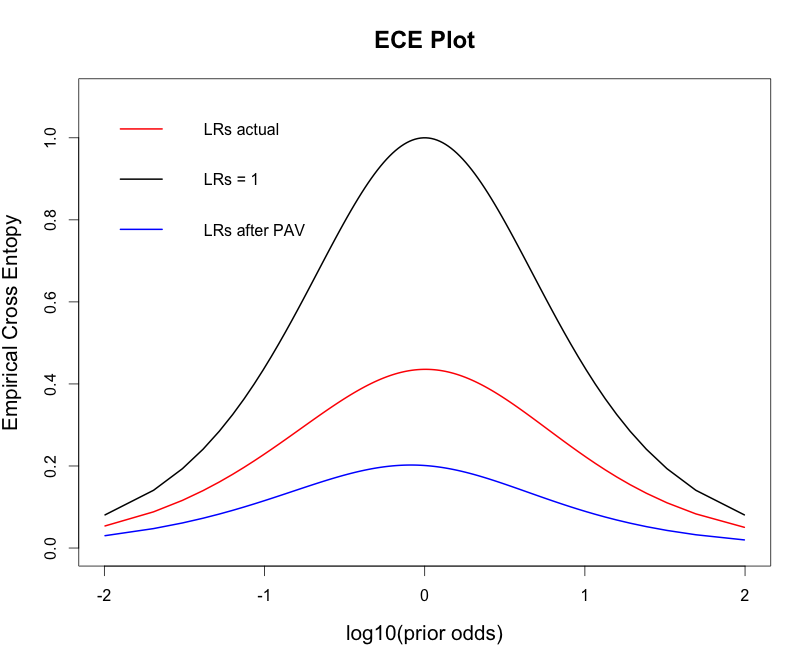 ECE Plot
LRs actual
LRs = 1
LRs after PAV
Empirical Cross Entopy
0.0
0.2
0.4
0.6
0.8
1.0
-2
-1
0
1
2
log10(prior odds)